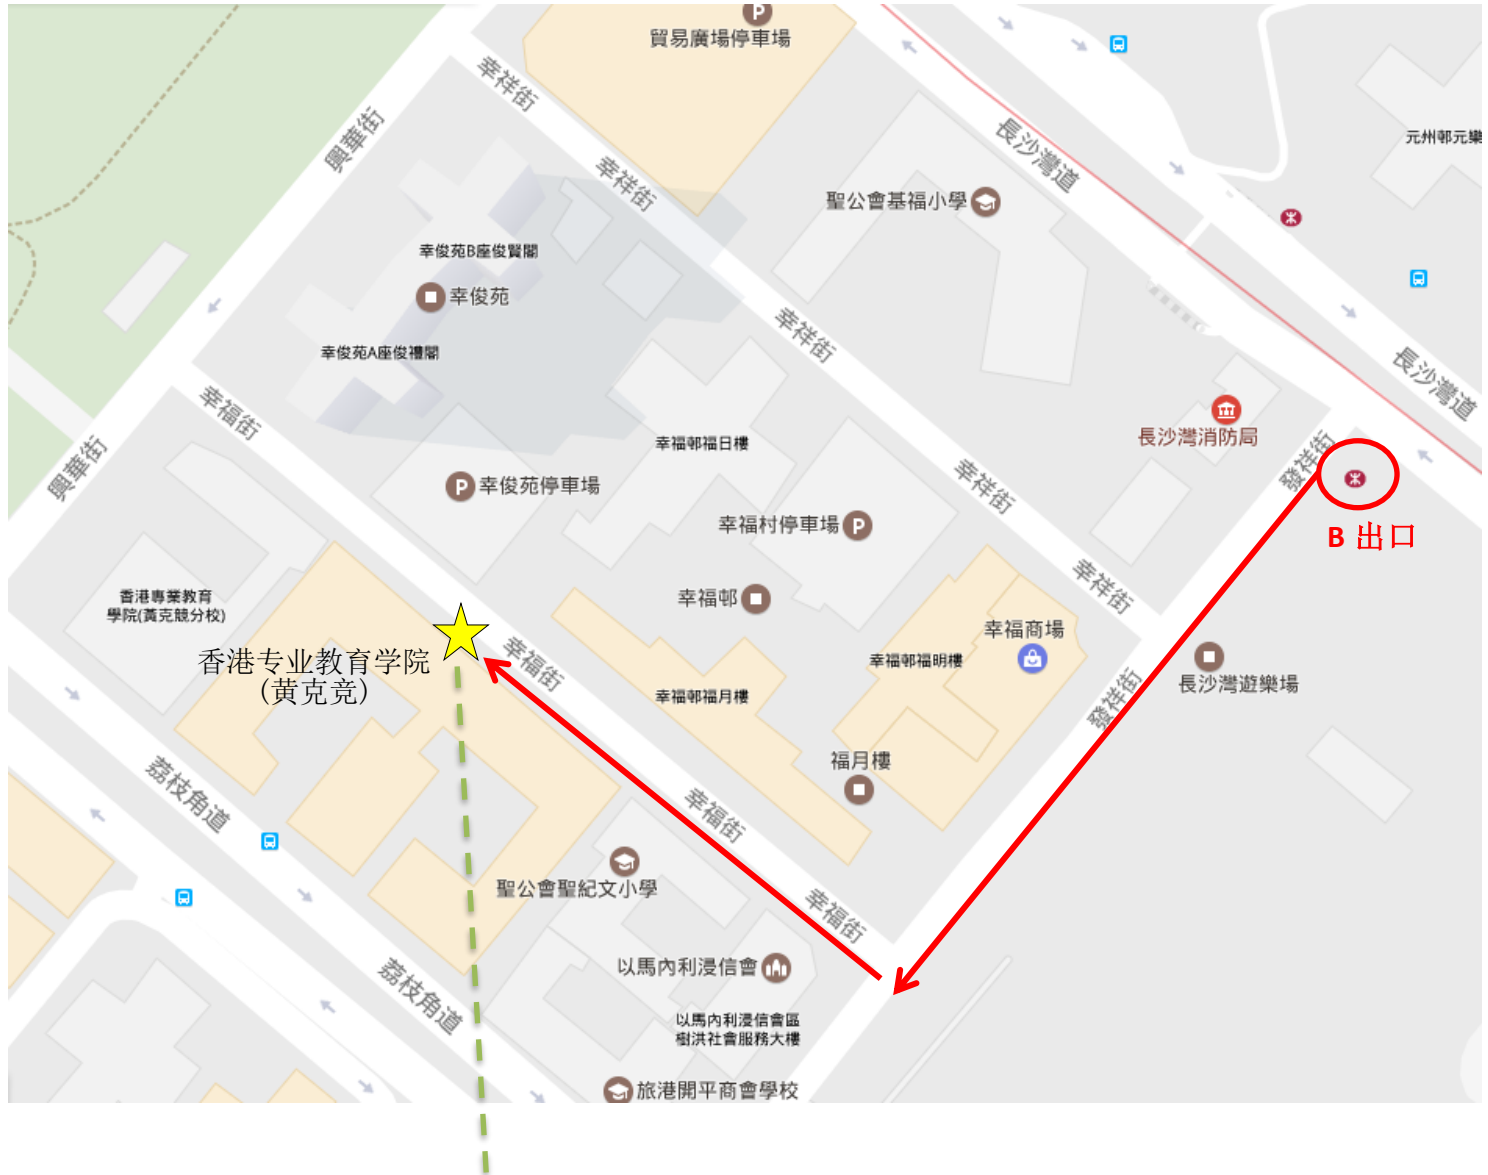 貿易廣場停車場
幸祥街
興華街
長沙灣道
元州邨元樂
幸祥街
聖公會基福小學
幸俊苑B座俊賢閣
幸俊苑
幸祥街
幸俊苑A座俊禮閣
長沙灣道
幸福街
長沙灣消防局
幸福邨福日樓
發祥街
興華街
幸俊苑停車場
幸祥街
幸福村停車場
B 出口
幸祥街
香港專業教育
學院(黃克競分校)
幸福邨
幸福商場
香港专业教育学院
(黄克竞)
幸福街
幸福邨福明樓
長沙灣遊樂場
幸福邨福月樓
發祥街
福月樓
荔枝角道
幸福街
聖公會聖紀文小學
幸福街
以馬內利浸信會
荔枝角道
以馬內利浸信會區
樹洪社會服務大樓
旅港開平商會學校